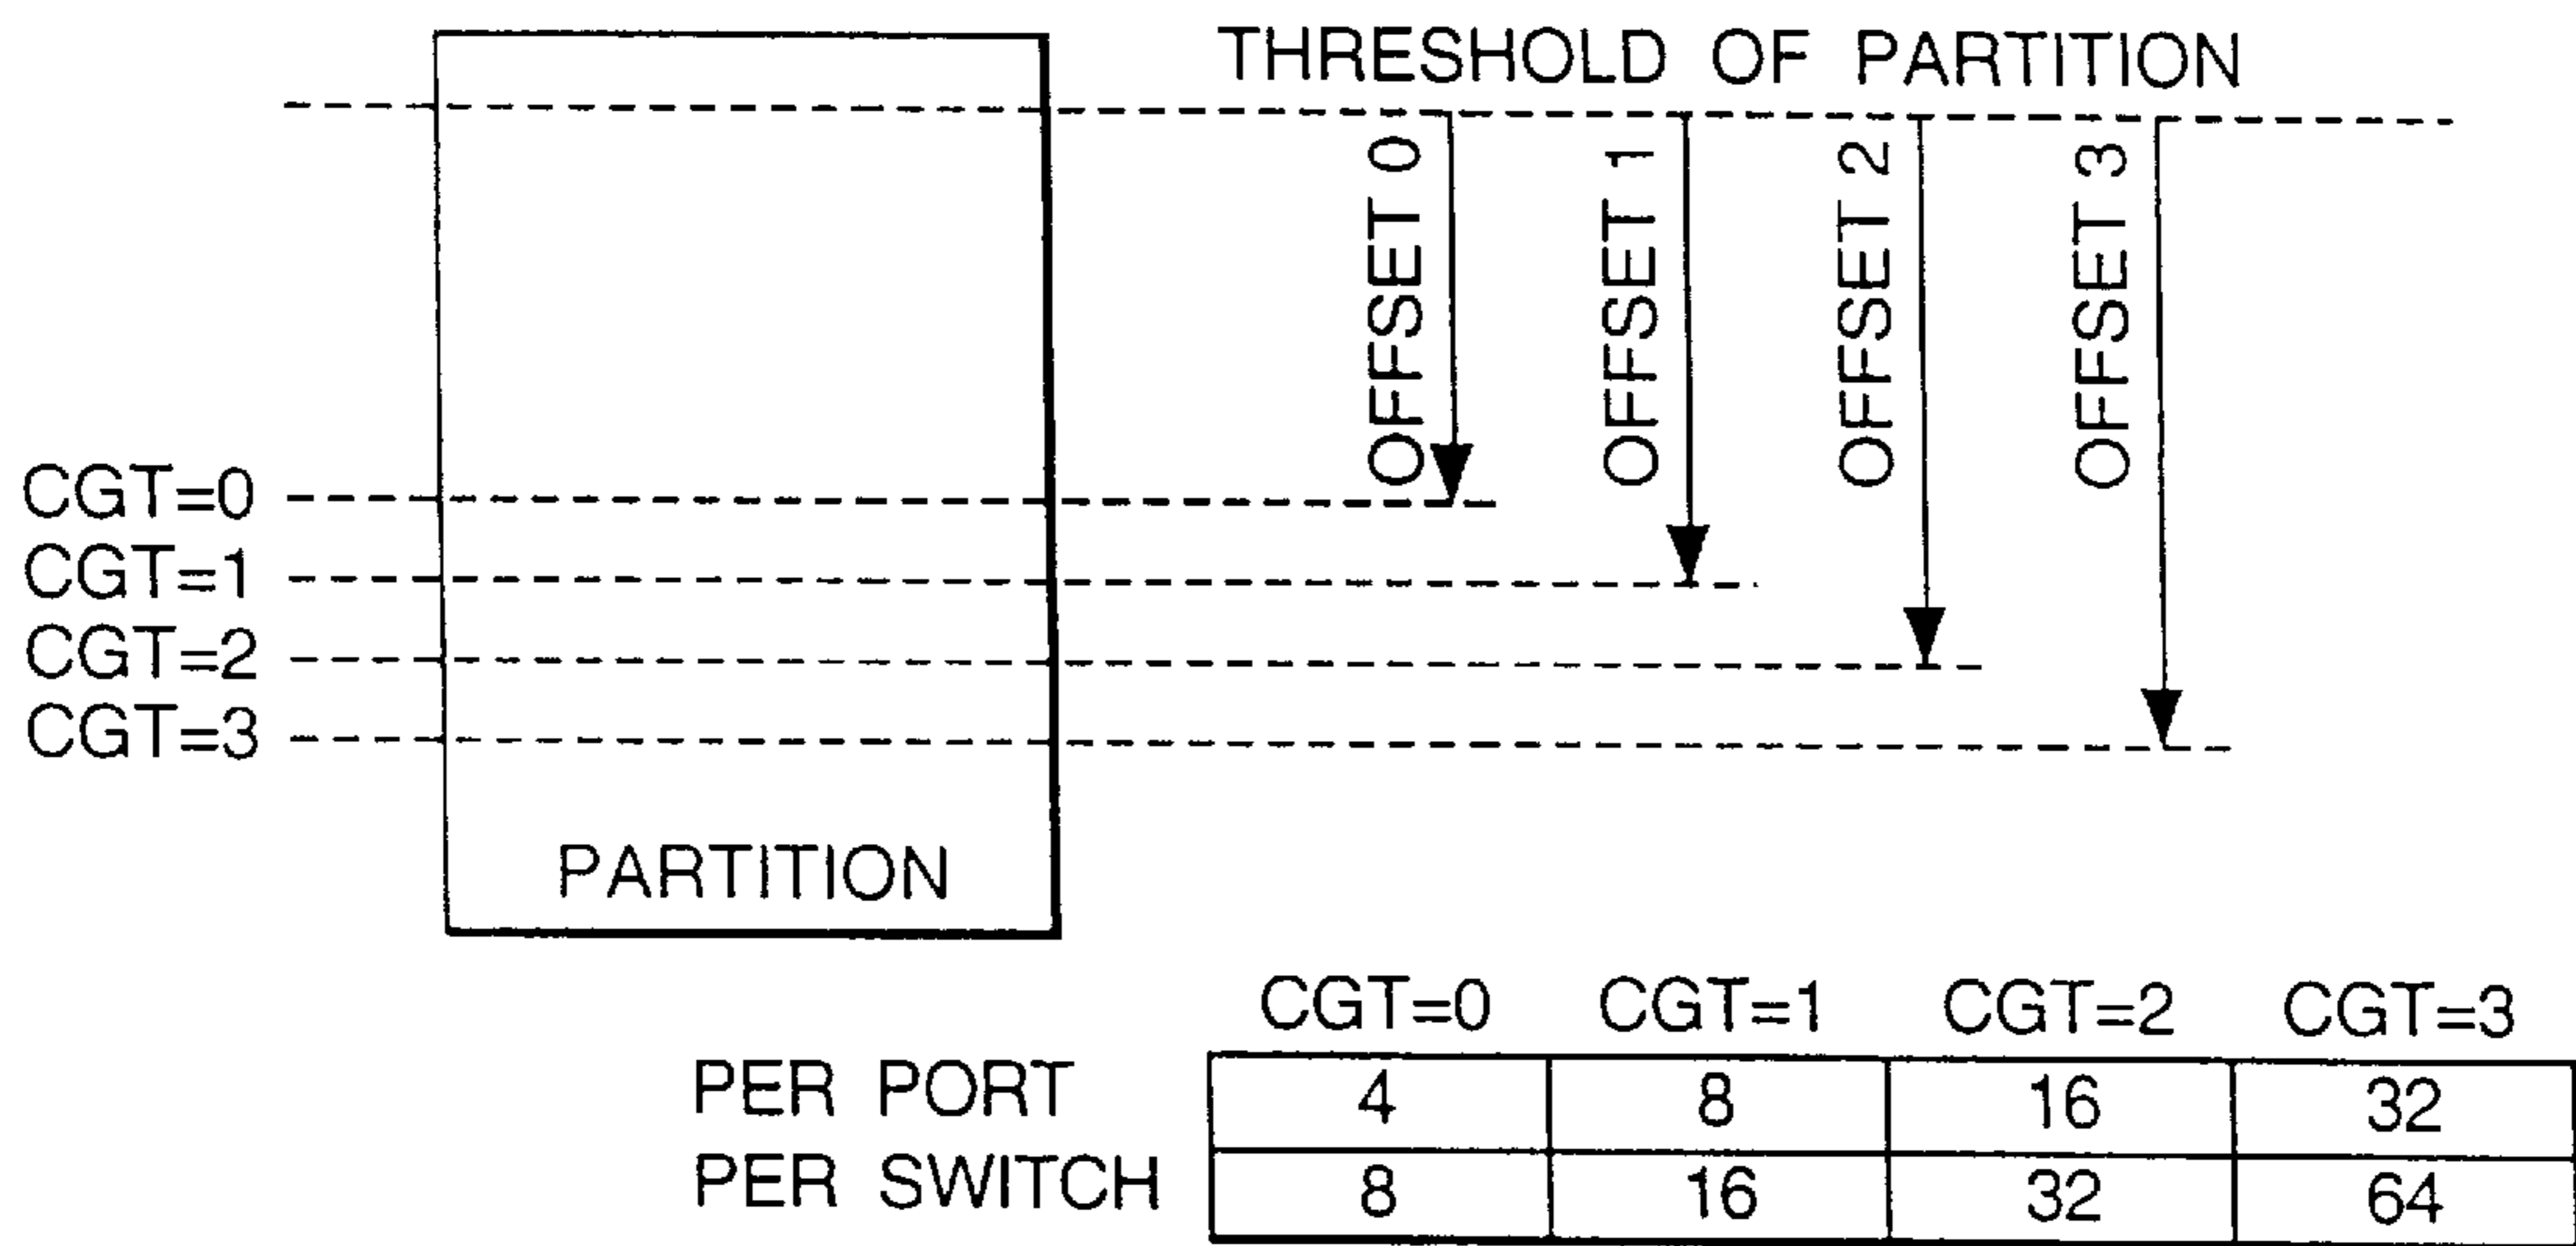 THRESHOLD OF PARTITION
OFFSET 0
OFFSET 1
OFFSET 2
OFFSET 3
CGT=0
CGT=1
CGT=2
CGT=3
PARTITION
CGT=0 CGT=1 CGT=2 CGT=3
PER PORT 4 8 16 32
PER SWITCH 8 16 32 64